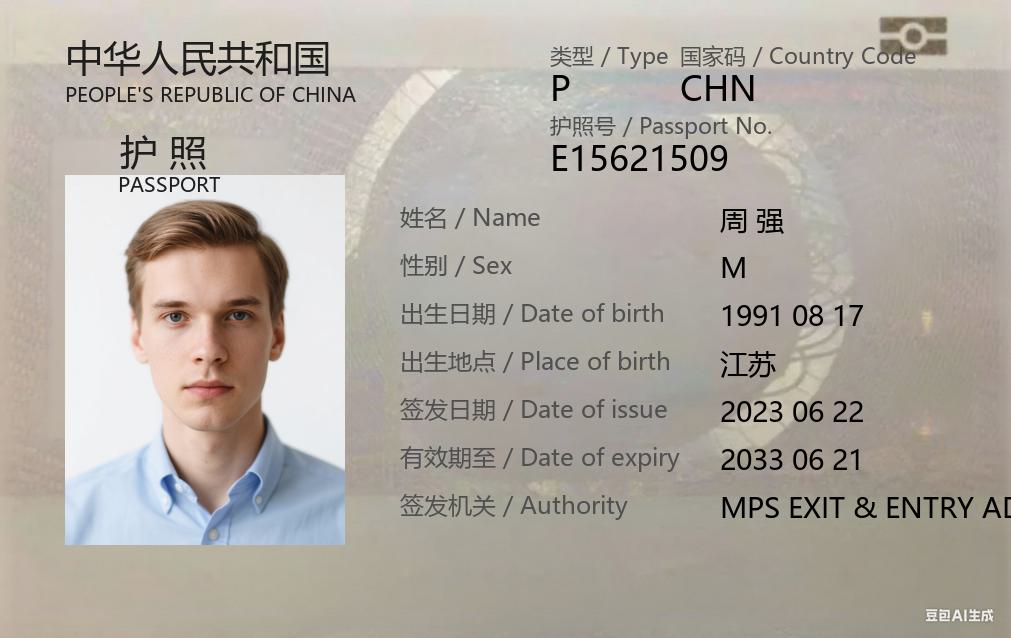 中华人民共和国
PEOPLE'S REPUBLIC OF CHINA
护 照
PASSPORT
类型 / Type 国家码 / Country Code
P CHN
护照号 / Passport No.
E15621509
姓名 / Name 周 强
性别 / Sex M
出生日期 / Date of birth 1991 08 17
出生地点 / Place of birth 江苏
签发日期 / Date of issue 2023 06 22
有效期至 / Date of expiry 2033 06 21
签发机关 / Authority MPS EXIT & ENTRY AD
豆包AI生成